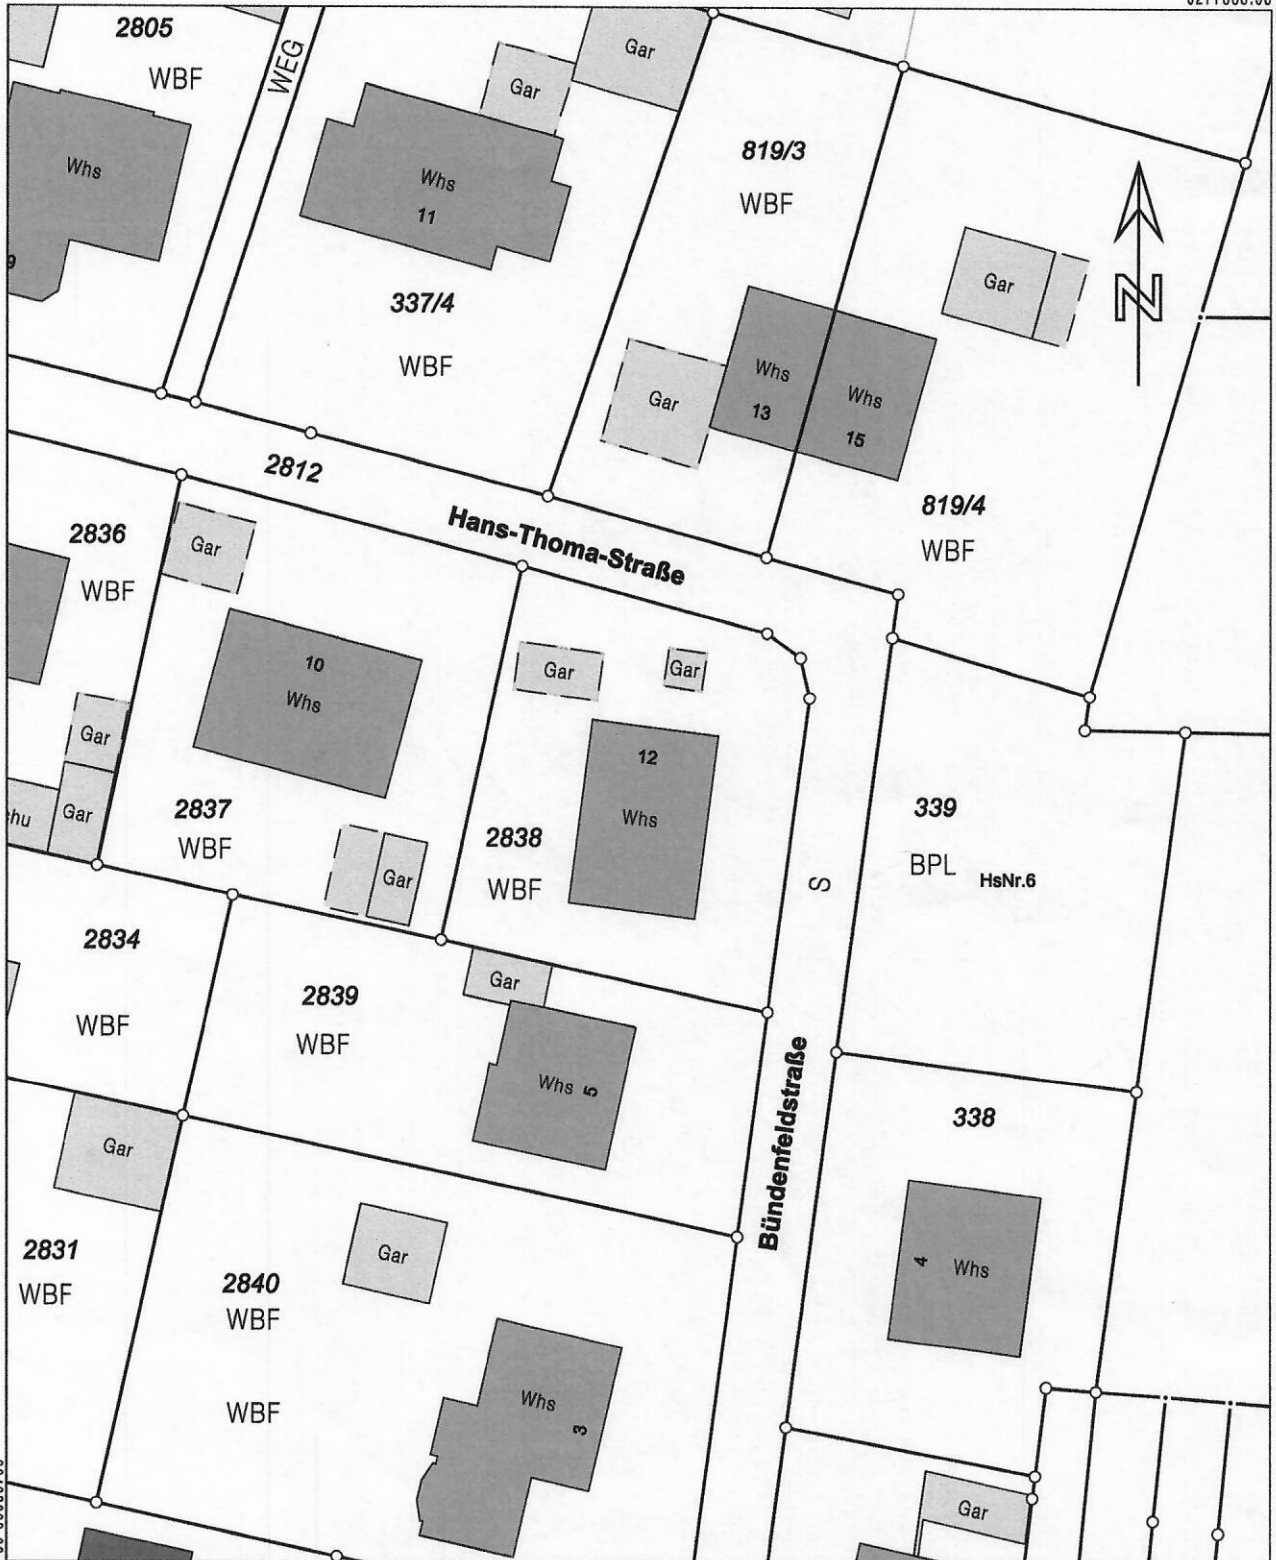 2805
WBF
WEG
Gar
Gar
Whs
Whs
11
9
337/4
WBF
819/3
WBF
Gar
N
Gar
Whs
13
Whs
15
819/4
WBF
2812
Hans-Thoma-Straße
2836
WBF
Gar
10
Whs
Gar
Gar
12
Whs
Gar
Gar
2837
WBF
Gar
2838
WBF
S
339
BPL
HsNr.6
2834
WBF
2839
WBF
Gar
Whs
5
Bündenfeldstraße
338
Gar
2831
WBF
2840
WBF
WBF
Gar
Whs
3
4
Whs
Gar